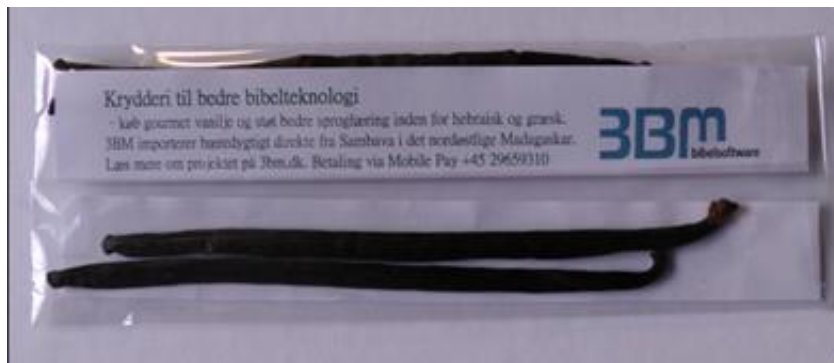 Krydderi til bedre bibelteknologi
- køb gourmet vanilje og støt bedre sproglæring inden for hebraisk og græsk.
3BM importerer bæredygtigt direkte fra Sambava i det nordøstlige Madagaskar.
Læs mere om projektet på 3bm.dk. Betaling via Mobile Pay +45 29659310
3BM
bibelsoftware